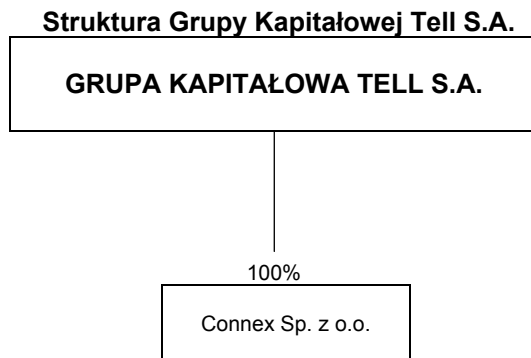 Struktura Grupy Kapitałowej Tell S.A.
GRUPA KAPITAŁOWA TELL S.A.
100%
Connex Sp. z o.o.